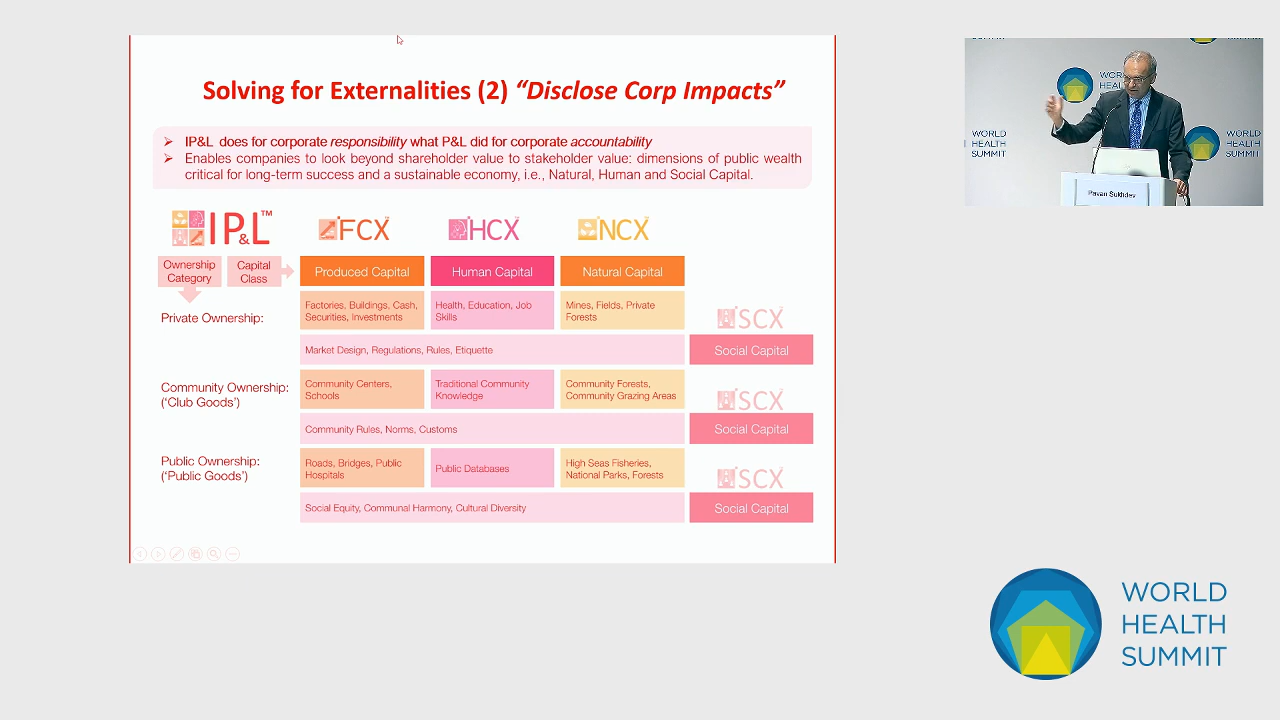 Solving for Externalities (2) "Disclose Corp Impacts"
➢ IP&L does for corporate responsibility what P&L did for corporate accountability
➢ Enables companies to look beyond shareholder value to stakeholder value: dimensions of public wealth
critical for long-term success and a sustainable economy, i.e., Natural, Human and Social Capital.
IP&L™
FCX
HCX
NCX
Ownership
Category
Capital
Class
Produced Capital
Human Capital
Natural Capital
Private Ownership:
Factories, Buildings, Cash,
Securities, Investments
Health, Education, Job
Skills
Mines, Fields, Private
Forests
SCX
Market Design, Regulations, Rules, Etiquette
Social Capital
Community Ownership:
('Club Goods')
Community Centers,
Schools
Traditional Community
Knowledge
Community Forests,
Community Grazing Areas
SCX
Community Rules, Norms, Customs
Social Capital
Public Ownership:
('Public Goods')
Roads, Bridges, Public
Hospitals
Public Databases
High Seas Fisheries,
National Parks, Forests
SCX
Social Equity, Communal Harmony, Cultural Diversity
Social Capital
WORLD
HEALTH
SUMMIT
WORLD
HEALTH
SUMMIT
Pavan Sukhdev
WORLD
HEALTH
SUMMIT